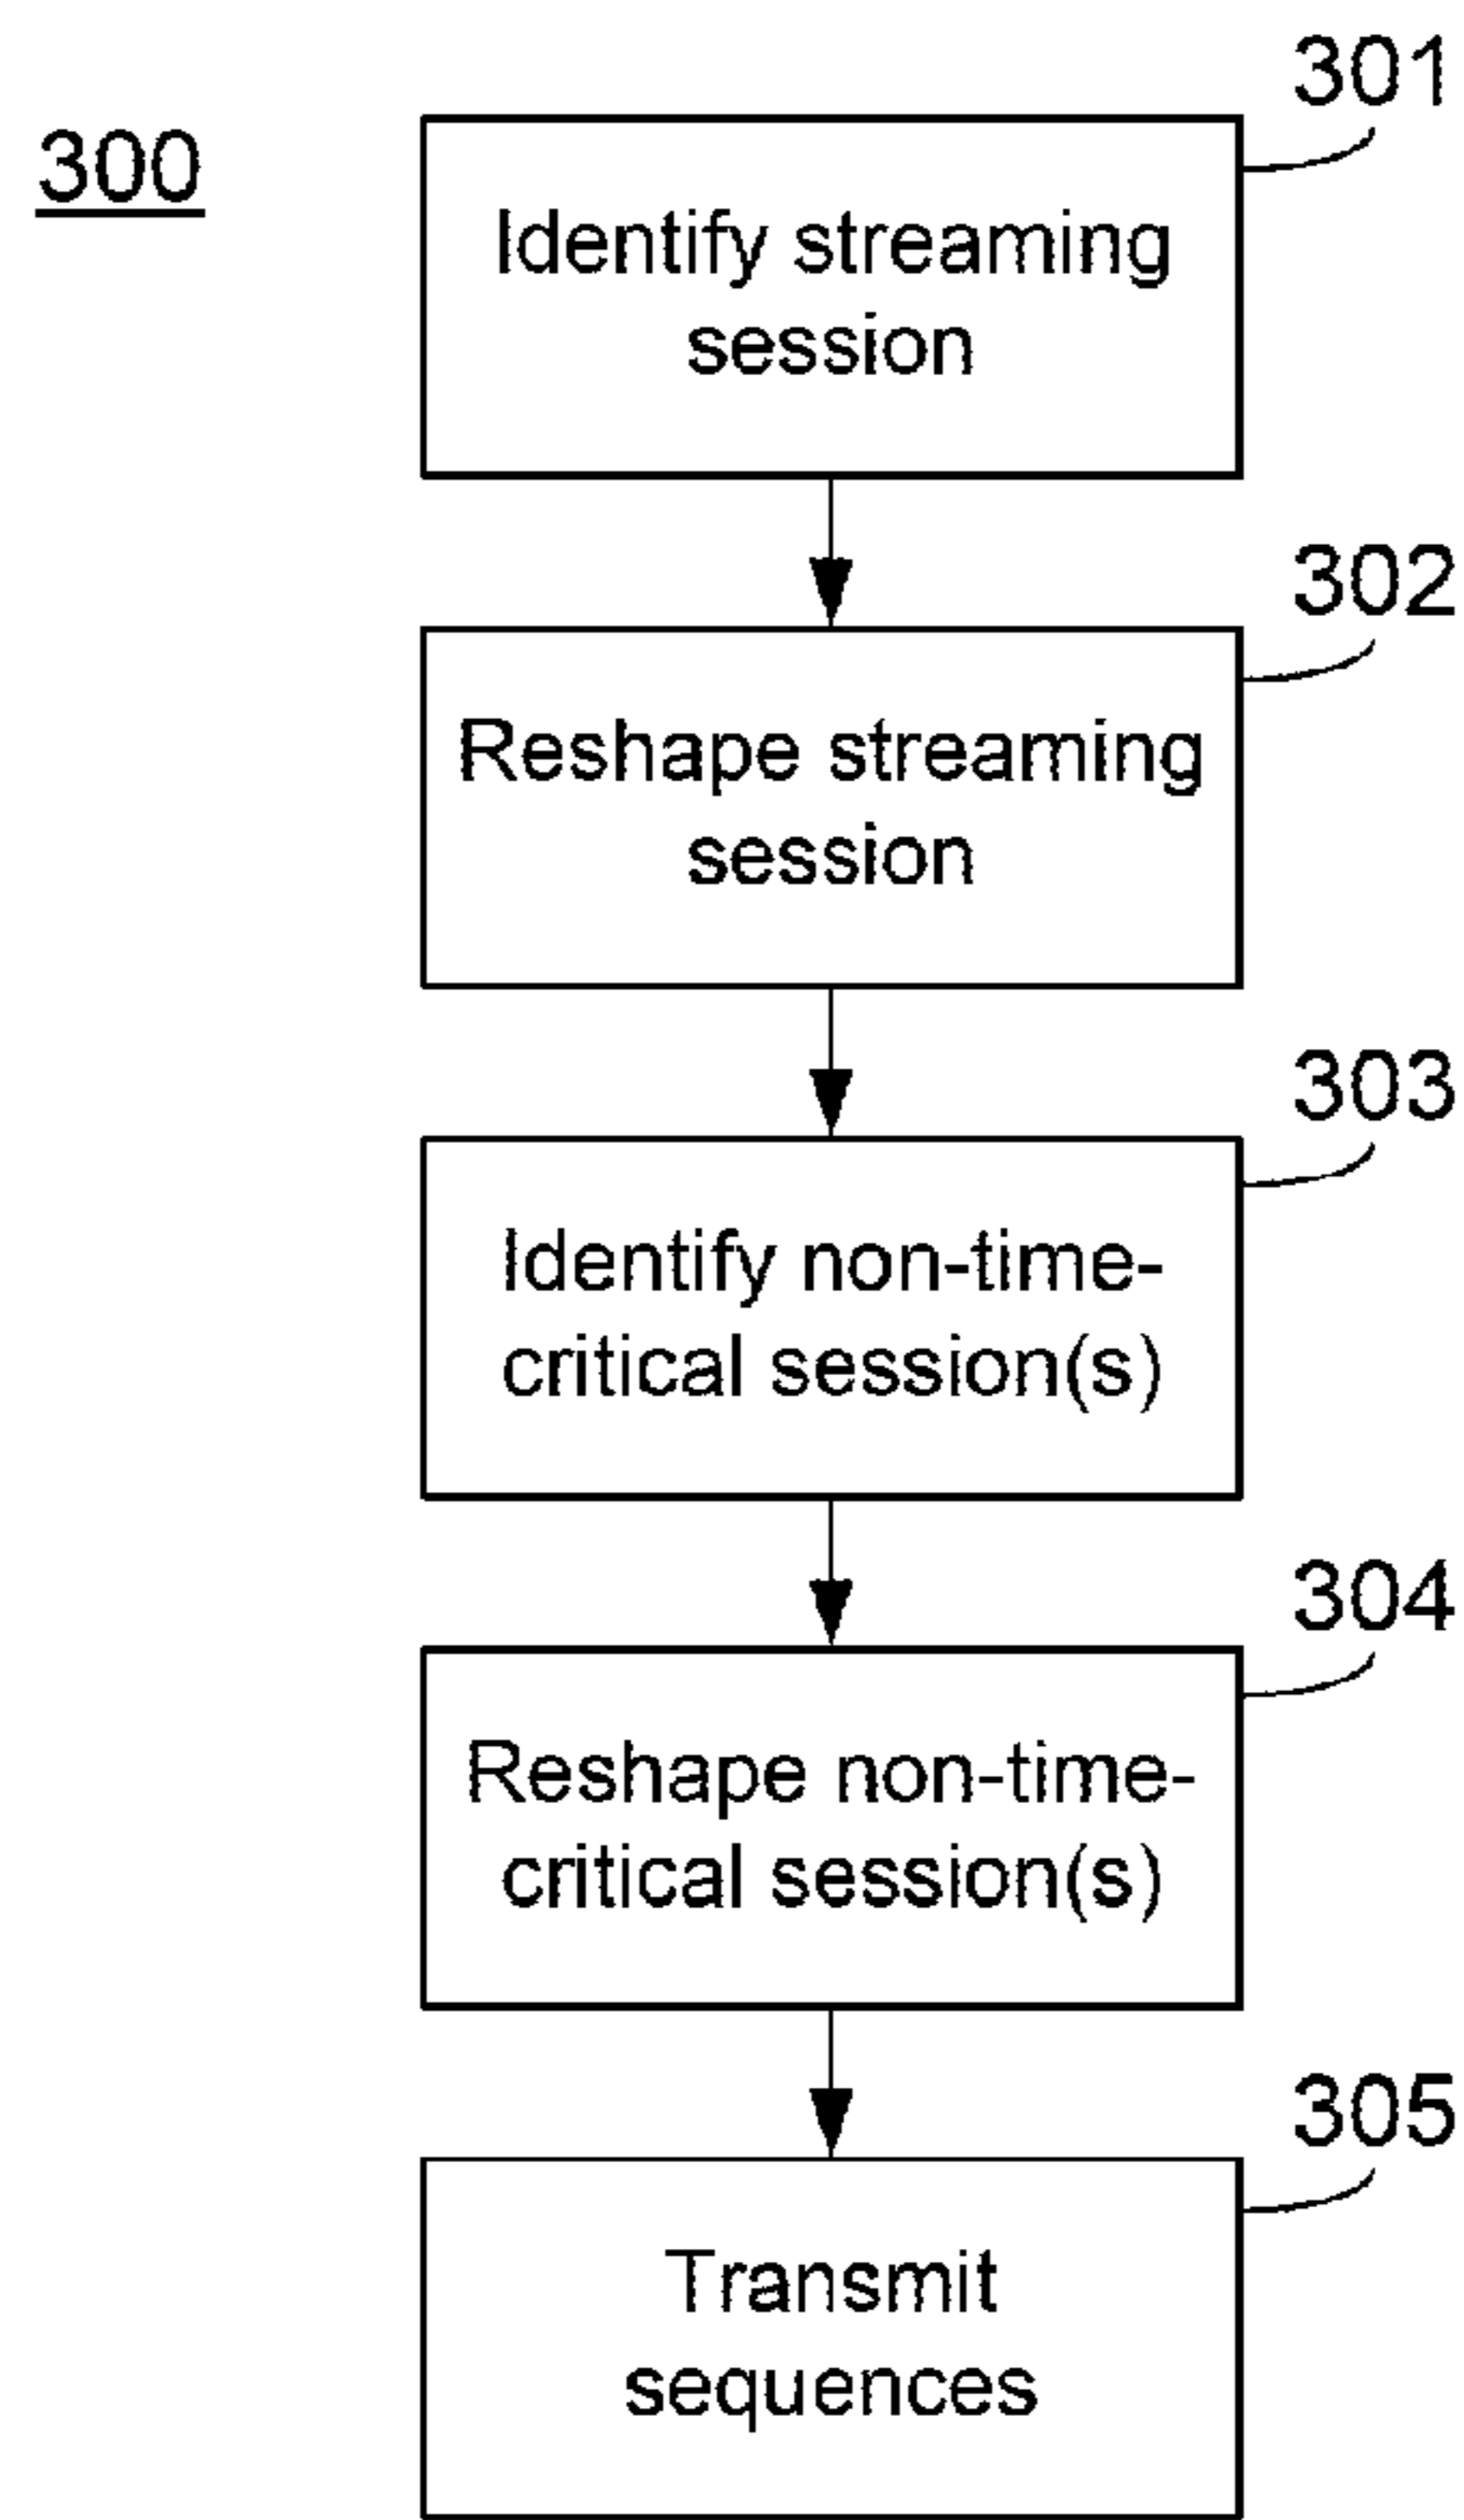 300
301
Identify streaming
session
302
Reshape streaming
session
303
Identify non-time-
critical session(s)
304
Reshape non-time-
critical session(s)
305
Transmit
sequences